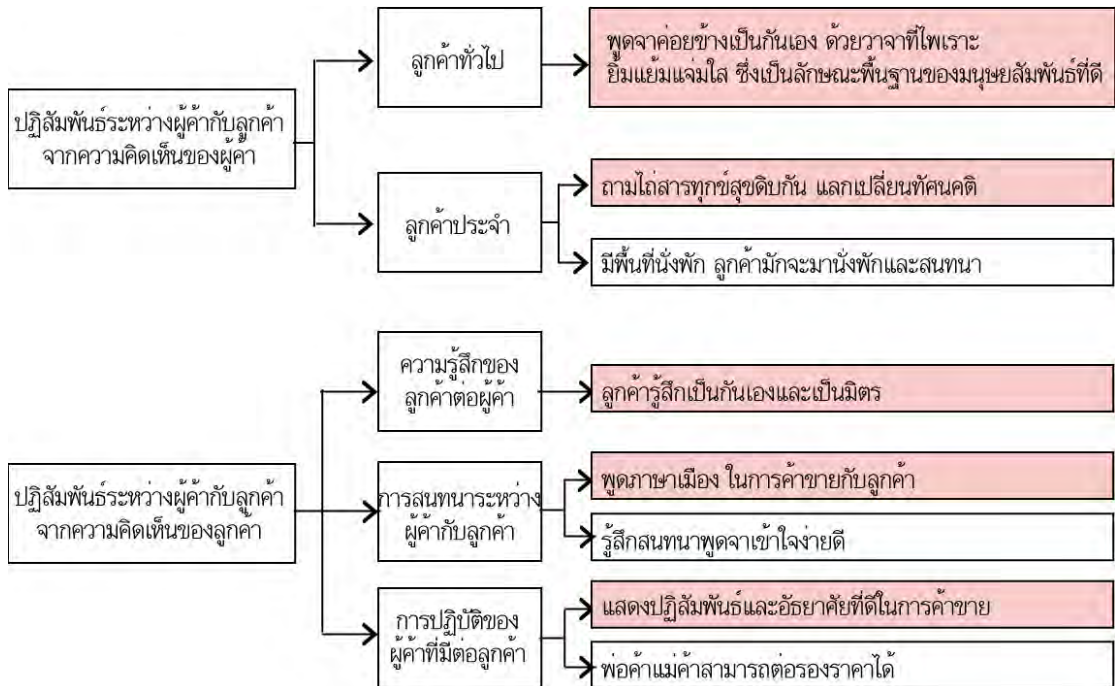 ลูกค้าทั่วไป
พูดจาค่อยข้างเป็นกันเอง ด้วยวาจาที่ไพเราะ
ยิ้มแย้มแจ่มใส ซึ่งเป็นลักษณะพื้นฐานของมนุษยสัมพันธ์ที่ดี
ปฏิสัมพันธ์ระหว่างผู้ค้ากับลูกค้า
จากความคิดเห็นของผู้ค้า
ลูกค้าประจำ
ถามไถ่สารทุกข์สุขดิบกัน แลกเปลี่ยนทัศนคติ
มีพื้นที่นั่งพัก ลูกค้ามักจะมานั่งพักและสนทนา
ความรู้สึกของ
ลูกค้าต่อผู้ค้า
ลูกค้ารู้สึกเป็นกันเองและเป็นมิตร
ปฏิสัมพันธ์ระหว่างผู้ค้ากับลูกค้า
จากความคิดเห็นของลูกค้า
การสนทนาระหว่าง
ผู้ค้ากับลูกค้า
พูดภาษาเมือง ในการค้าขายกับลูกค้า
รู้สึกสนทนาพูดจาเข้าใจง่ายดี
การปฏิบัติของ
ผู้ค้าที่มีต่อลูกค้า
แสดงปฏิสัมพันธ์และอัธยาศัยที่ดีในการค้าขาย
พ่อค้าแม่ค้าสามารถต่อรองราคาได้